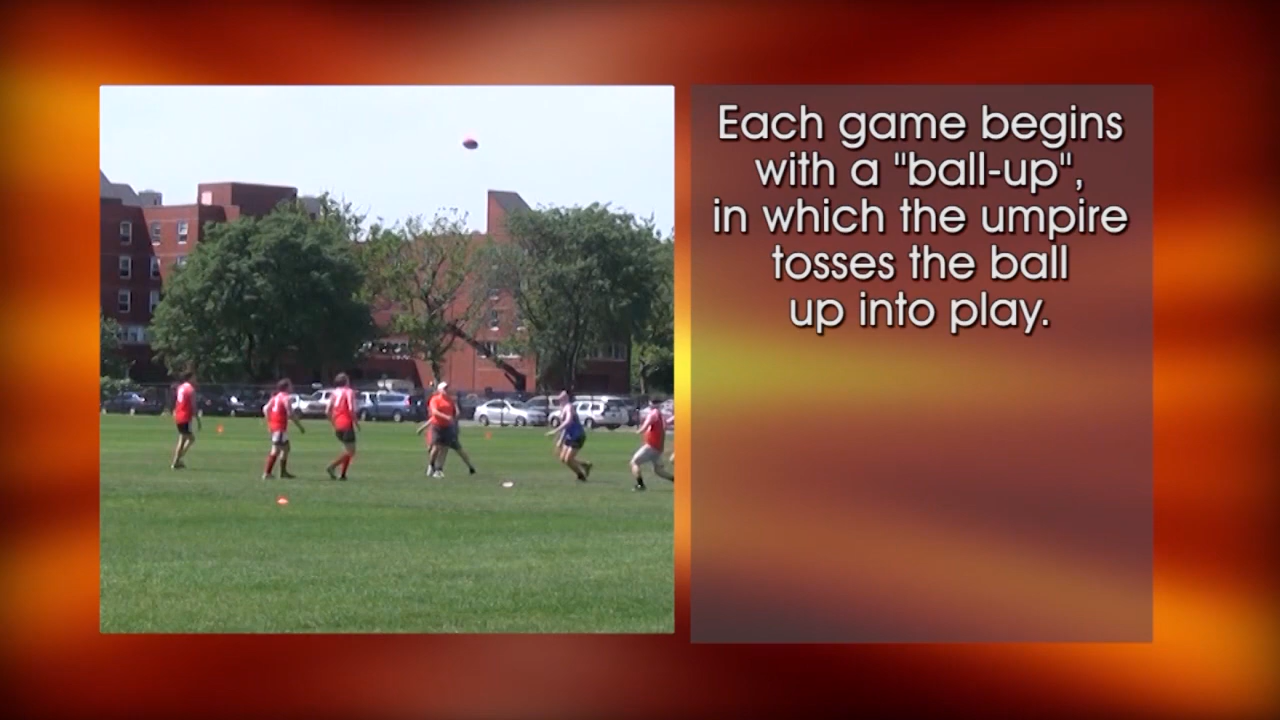 Each game begins
with a "ball-up",
in which the umpire
tosses the ball
up into play.